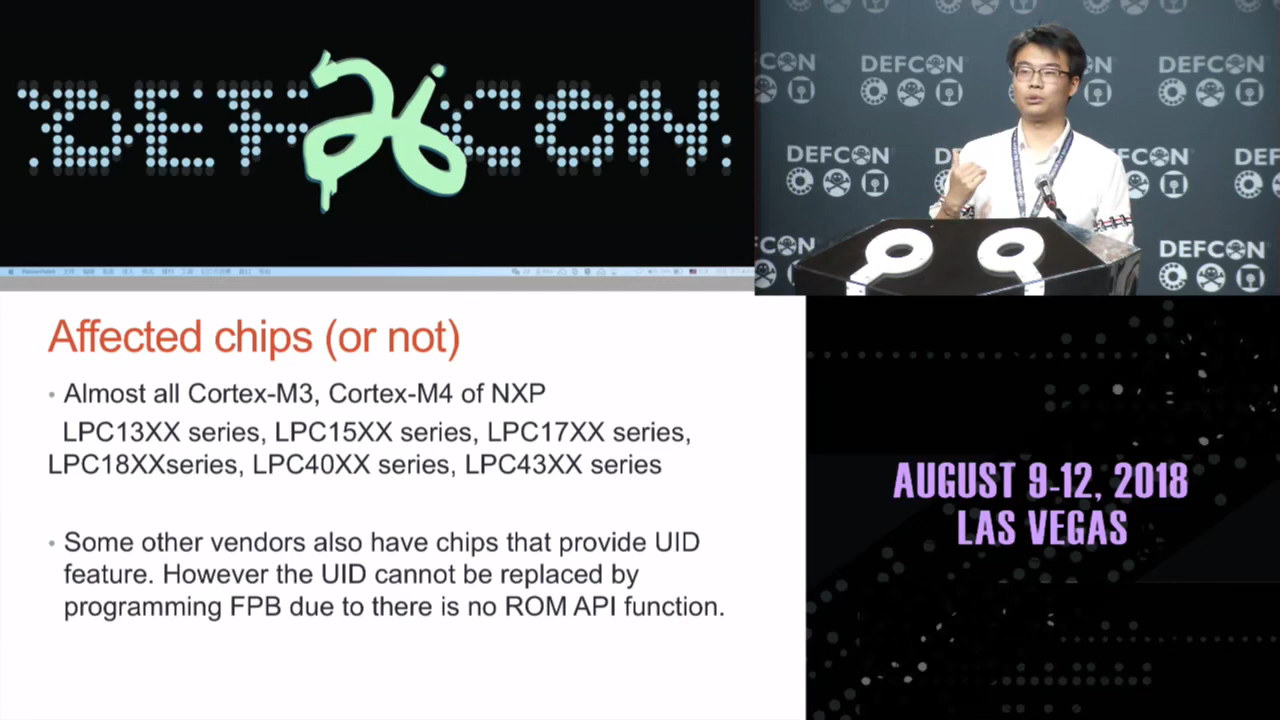 DEF CON
26
DEFCON
DEFCON
DEFCON
DEFCON
DEFCON
DEFCON
Affected chips (or not)
• Almost all Cortex-M3, Cortex-M4 of NXP
LPC13XX series, LPC15XX series, LPC17XX series,
LPC18XXseries, LPC40XX series, LPC43XX series
• Some other vendors also have chips that provide UID
feature. However the UID cannot be replaced by
programming FPB due to there is no ROM API function.
AUGUST 9-12, 2018
LAS VEGAS